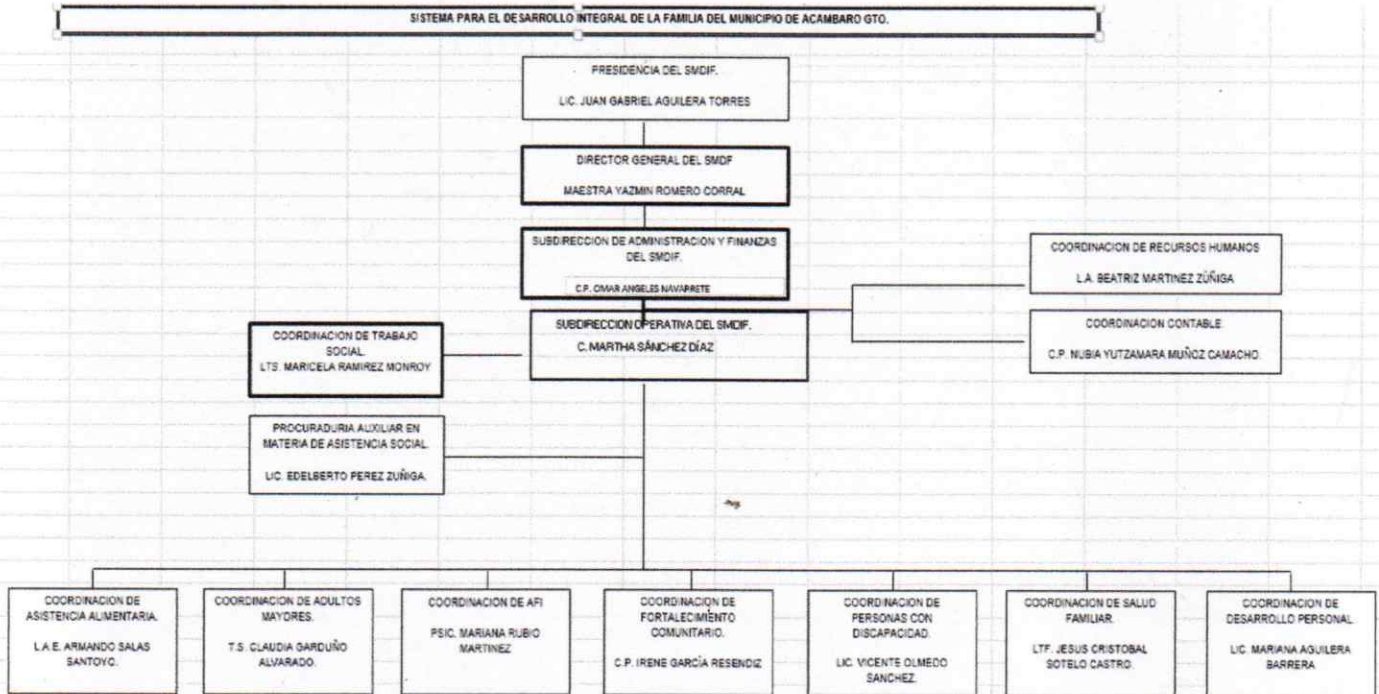 SISTEMA PARA EL DESARROLLO INTEGRAL DE LA FAMILIA DEL MUNICIPIO DE ACAMBARO GTO.
PRESIDENCIA DEL SMDIF.
LIC. JUAN GABRIEL AGUILERA TORRES
DIRECTOR GENERAL DEL SMDF
MAESTRA YAZMIN ROMERO CORRAL
SUBDIRECCION DE ADMINISTRACION Y FINANZAS
DEL SMDIF.
C.P. OMAR ANGELES NAVARRETE
COORDINACION DE RECURSOS HUMANOS
L.A. BEATRIZ MARTINEZ ZÚÑIGA
SUBDIRECCION OPERATIVA DEL SMDIF.
C. MARTHA SÁNCHEZ DÍAZ
COORDINACION CONTABLE
C.P. NUBIA YUTZAMARA MUÑOZ CAMACHO.
COORDINACION DE TRABAJO
SOCIAL.
LTS. MARICELA RAMIREZ MONROY
PROCURADURIA AUXILIAR EN
MATERIA DE ASISTENCIA SOCIAL.
LIC. EDELBERTO PEREZ ZUÑIGA.
COORDINACION DE
ASISTENCIA ALIMENTARIA.
L.A.E. ARMANDO SALAS
SANTOYO.
COORDINACION DE ADULTOS
MAYORES.
T.S. CLAUDIA GARDUÑO
ALVARADO.
COORDINACION DE AFI
PSIC. MARIANA RUBIO
MARTINEZ
COORDINACION DE
FORTALECIMIENTO
COMUNITARIO.
C.P. IRENE GARCÍA RESENDIZ
COORDINACION DE
PERSONAS CON
DISCAPACIDAD.
LIC. VICENTE OLMEDO
SANCHEZ.
COORDINACION DE SALUD
FAMILIAR.
LTF. JESUS CRISTOBAL
SOTELO CASTRO.
COORDINACION DE
DESARROLLO PERSONAL
LIC. MARIANA AGUILERA
BARRERA